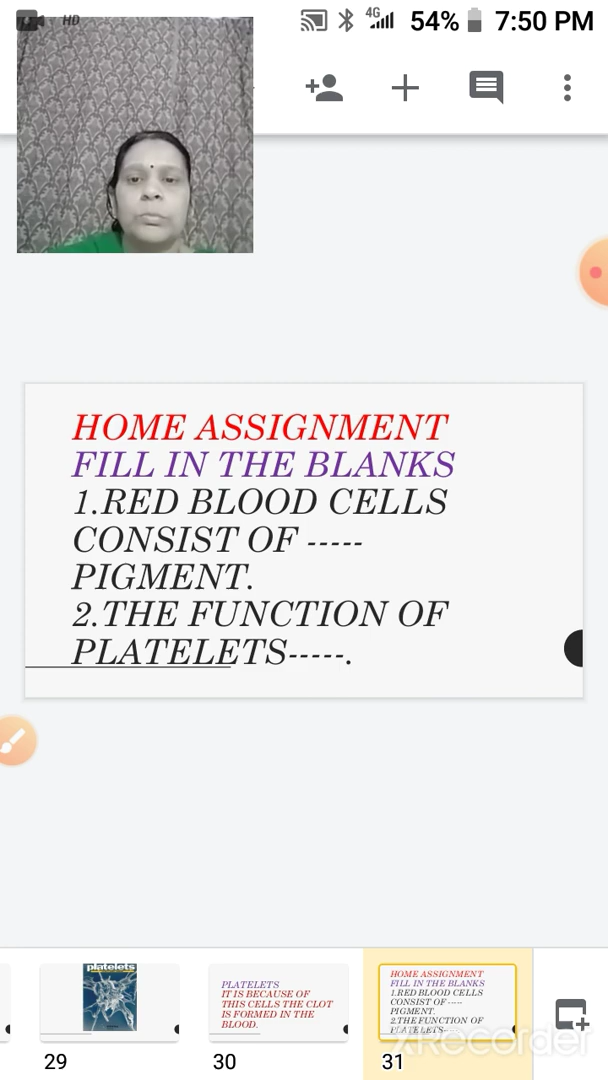 HD
4G 54% 7:50 PM
HOME ASSIGNMENT
FILL IN THE BLANKS
1.RED BLOOD CELLS
CONSIST OF -----
PIGMENT.
2.THE FUNCTION OF
PLATELETS-----.
platelets
PLATELETS
IT IS BECAUSE OF
THIS CELLS THE CLOT
IS FORMED IN THE
BLOOD.
HOME ASSIGNMENT
FILL IN THE BLANKS
1.RED BLOOD CELLS
CONSIST OF -----
PIGMENT.
2.THE FUNCTION OF
PLATELETS-----.
29
30
31
XRecorder